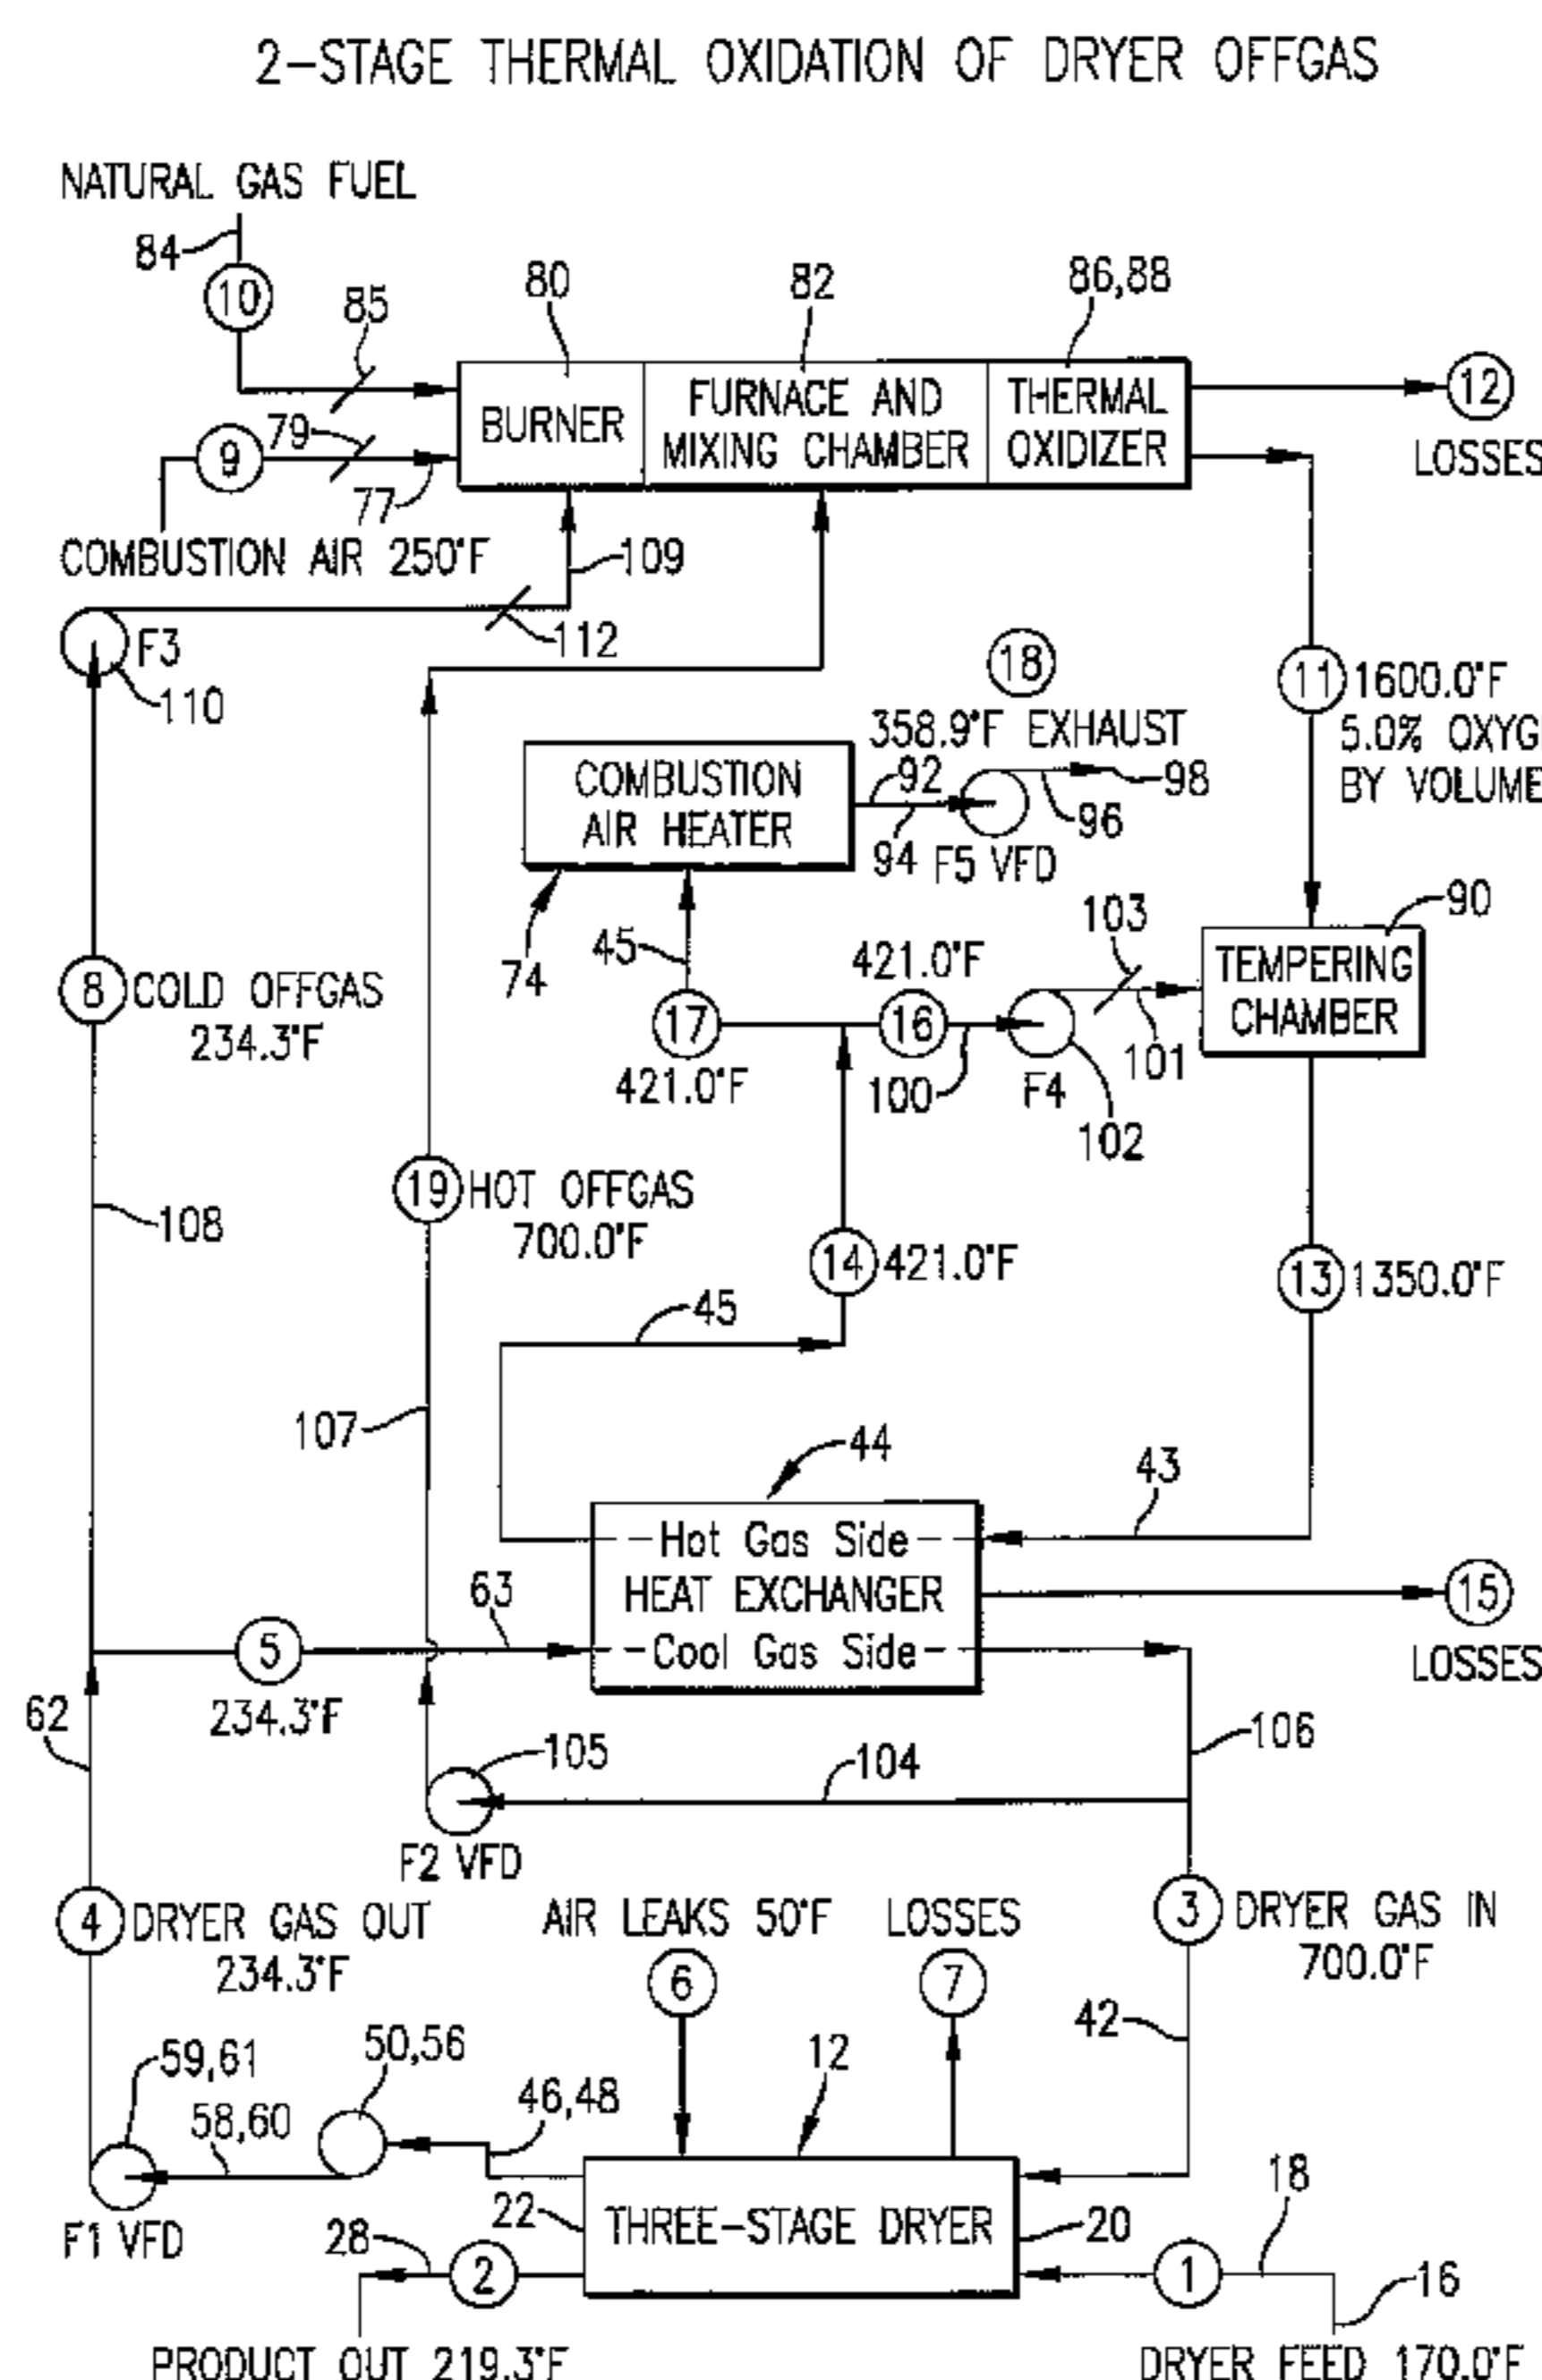 2-STAGE THERMAL OXIDATION OF DRYER OFFGAS
NATURAL GAS FUEL
84
10
85
80
82
86,88
BURNER
FURNACE AND
MIXING CHAMBER
THERMAL
OXIDIZER
12
LOSSES
79
9
77
COMBUSTION AIR 250°F
109
112
F3
110
18
358.9°F EXHAUST
11
1600.0°F
5.0% OXYG
BY VOLUME
COMBUSTION
AIR HEATER
92
98
96
94
F5 VFD
90
103
45
74
421.0°F
TEMPERING
CHAMBER
8
COLD OFFGAS
234.3°F
17
16
421.0°F
100
F4
101
102
19
HOT OFFGAS
700.0°F
108
14
421.0°F
13
1350.0°F
45
107
44
43
Hot Gas Side
HEAT EXCHANGER
Cool Gas Side
63
15
LOSSES
5
234.3°F
62
106
105
104
F2 VFD
4
DRYER GAS OUT
234.3°F
AIR LEAKS 50°F
LOSSES
3
DRYER GAS IN
700.0°F
6
7
42
59,61
50,56
12
46,48
58,60
F1 VFD
22
THREE-STAGE DRYER
20
18
28
2
1
16
PRODUCT OUT 219.3°F
DRYER FEED 170.0°F